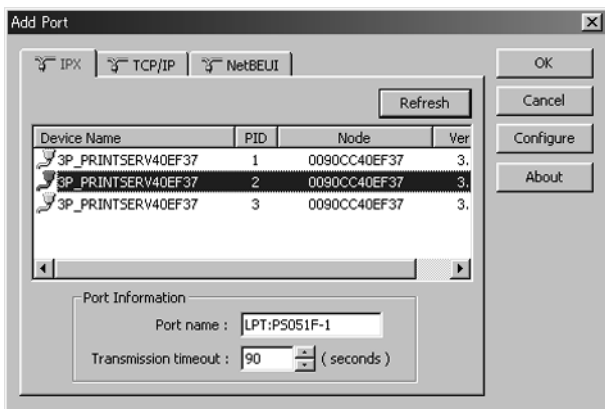 Add Port
IPX TCP/IP NetBEUI
OK
Refresh
Cancel
Device Name PID Node Ver
Configure
3P_PRINTSERV40EF37 1 0090CC40EF37 3.
3P_PRINTSERV40EF37 2 0090CC40EF37 3.
About
3P_PRINTSERV40EF37 3 0090CC40EF37 3.
Port Information
Port name : LPT:PS051F-1
Transmission timeout : 90 ( seconds )